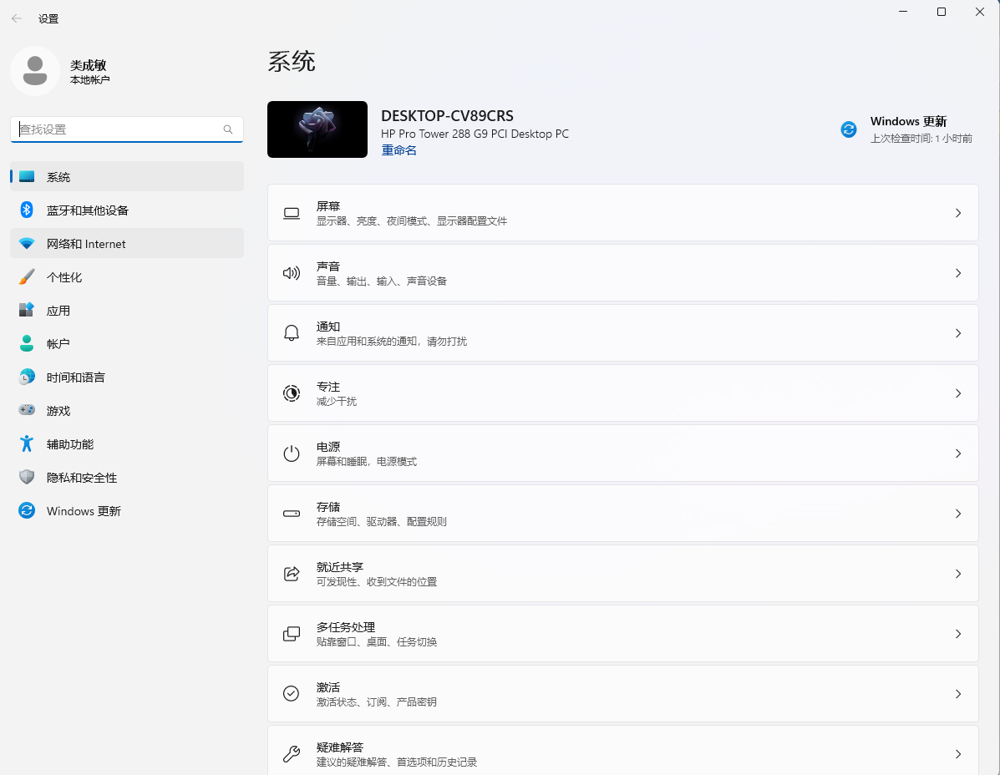 设置
类成敏
本地帐户
查找设置
系统
蓝牙和其他设备
网络和 Internet
个性化
应用
帐户
时间和语言
游戏
辅助功能
隐私和安全性
Windows 更新
系统
DESKTOP-CV89CRS
HP Pro Tower 288 G9 PCI Desktop PC
重命名
Windows 更新
上次检查时间: 1 小时前
屏幕
显示器、亮度、夜间模式、显示器配置文件
声音
音量、输出、输入、声音设备
通知
来自应用和系统的通知，请勿打扰
专注
减少干扰
电源
屏幕和睡眠，电源模式
存储
存储空间、驱动器、配置规则
就近共享
可发现性、收到文件的位置
多任务处理
贴靠窗口、桌面、任务切换
激活
激活状态、订阅、产品密钥
疑难解答
建议的疑难解答、首选项和历史记录